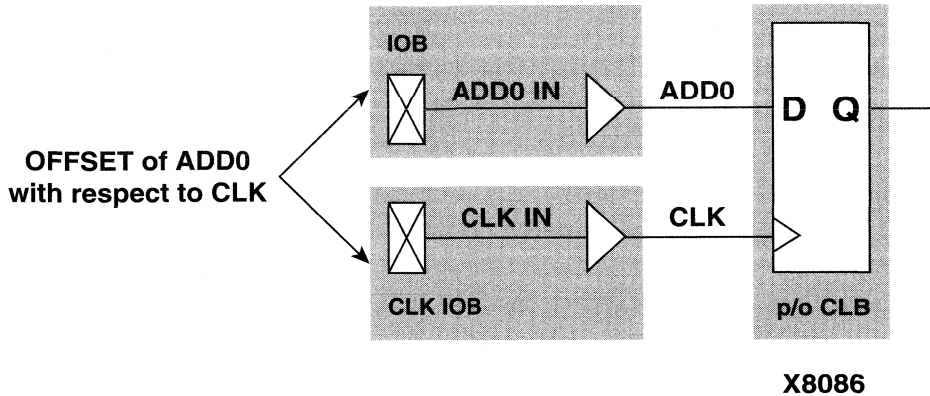 IOB
ADD0 IN
ADD0
D Q
OFFSET of ADD0
with respect to CLK
CLK IN
CLK
CLK IOB
p/o CLB
X8086